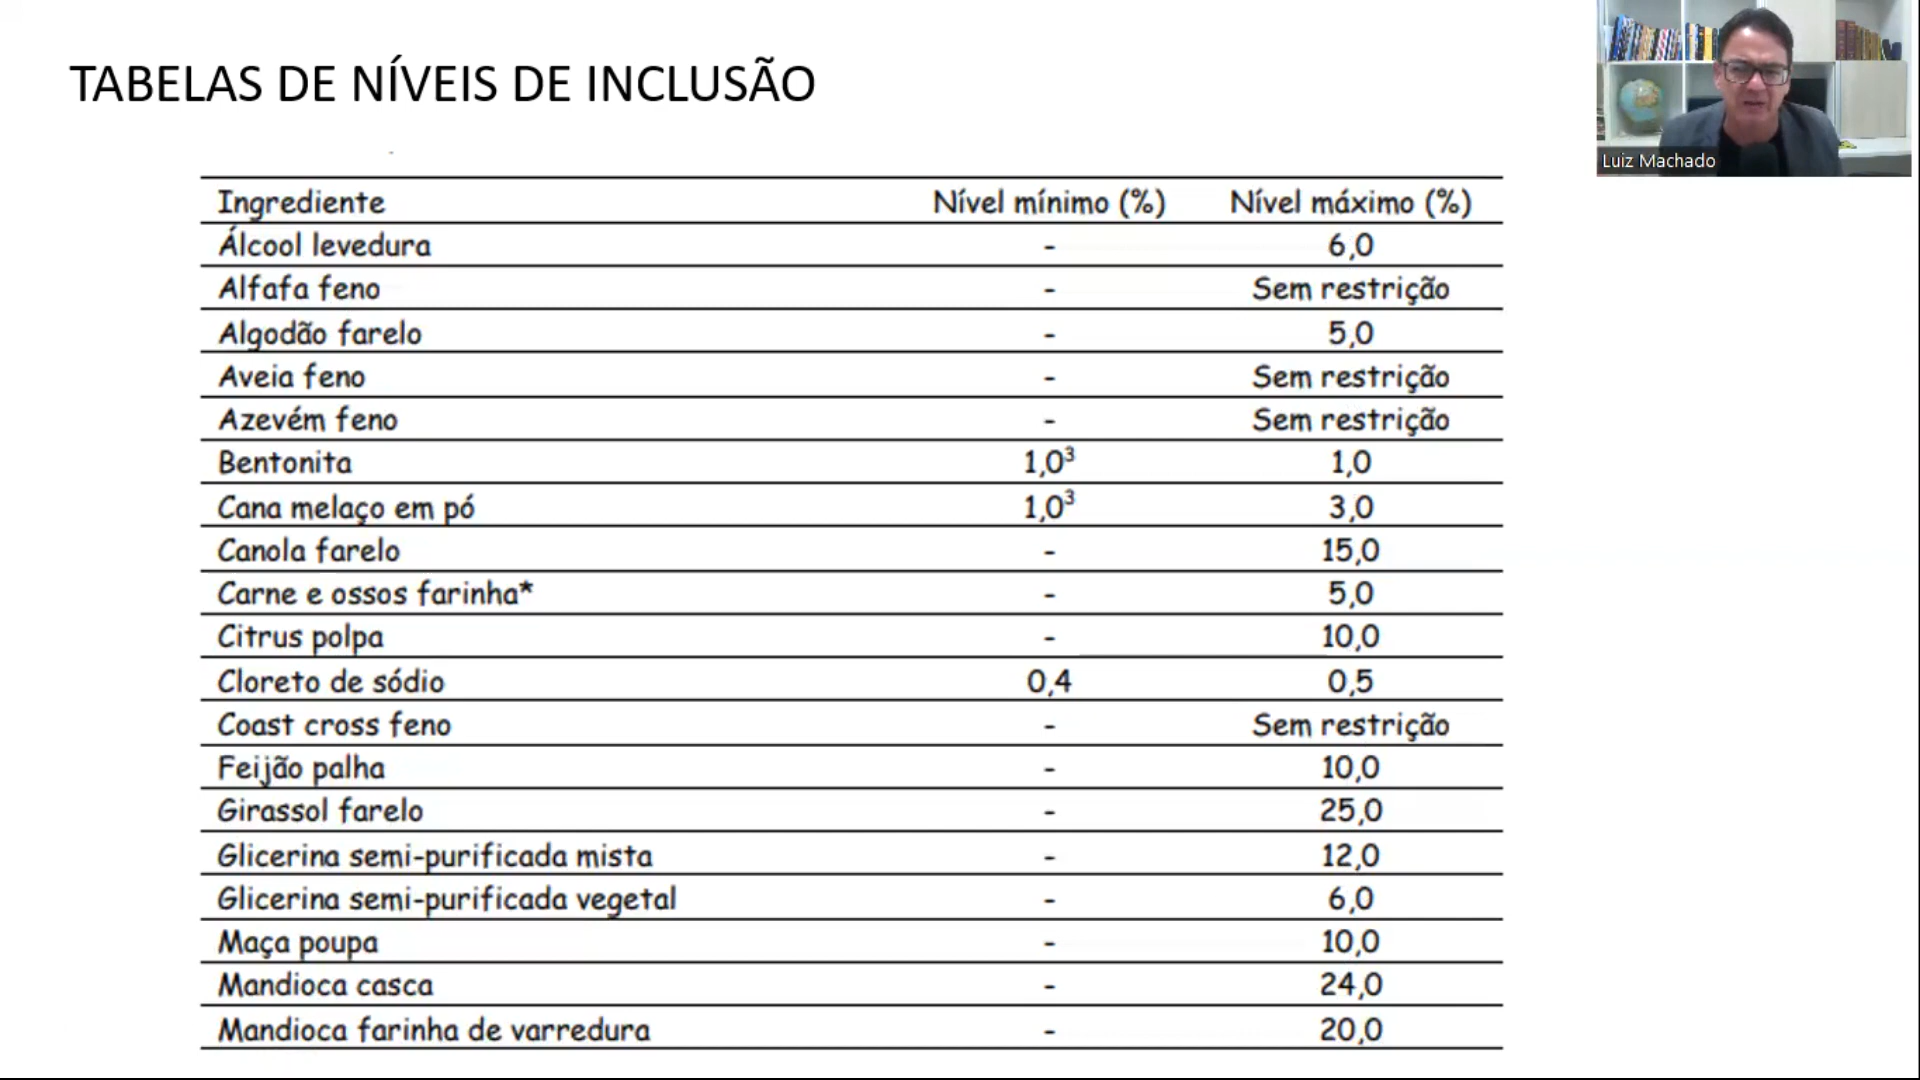 TABELAS DE NÍVEIS DE INCLUSÃO
Luiz Machado
Ingrediente Nível mínimo (%) Nível máximo (%)
Álcool levedura - 6,0
Alfafa feno - Sem restrição
Algodão farelo - 5,0
Aveia feno - Sem restrição
Azevém feno - Sem restrição
Bentonita 1,0³ 1,0
Cana melaço em pó 1,0³ 3,0
Canola farelo - 15,0
Carne e ossos farinha* - 5,0
Citrus polpa - 10,0
Cloreto de sódio 0,4 0,5
Coast cross feno - Sem restrição
Feijão palha - 10,0
Girassol farelo - 25,0
Glicerina semi-purificada mista - 12,0
Glicerina semi-purificada vegetal - 6,0
Maça poupa - 10,0
Mandioca casca - 24,0
Mandioca farinha de varredura - 20,0